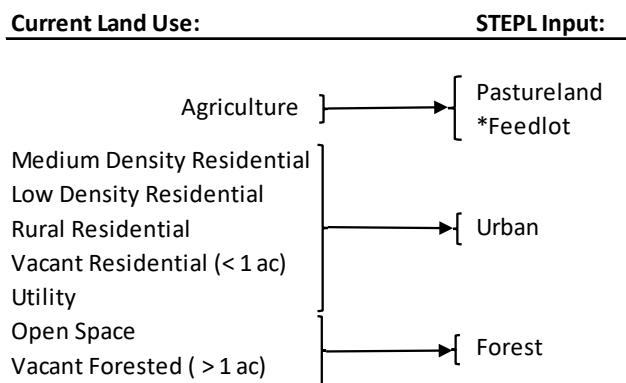 Current Land Use: STEPL Input:
Agriculture
Pastureland
*Feedlot
Medium Density Residential
Low Density Residential
Rural Residential
Vacant Residential (< 1 ac)
Utility
Urban
Open Space
Vacant Forested ( > 1 ac)
Forest